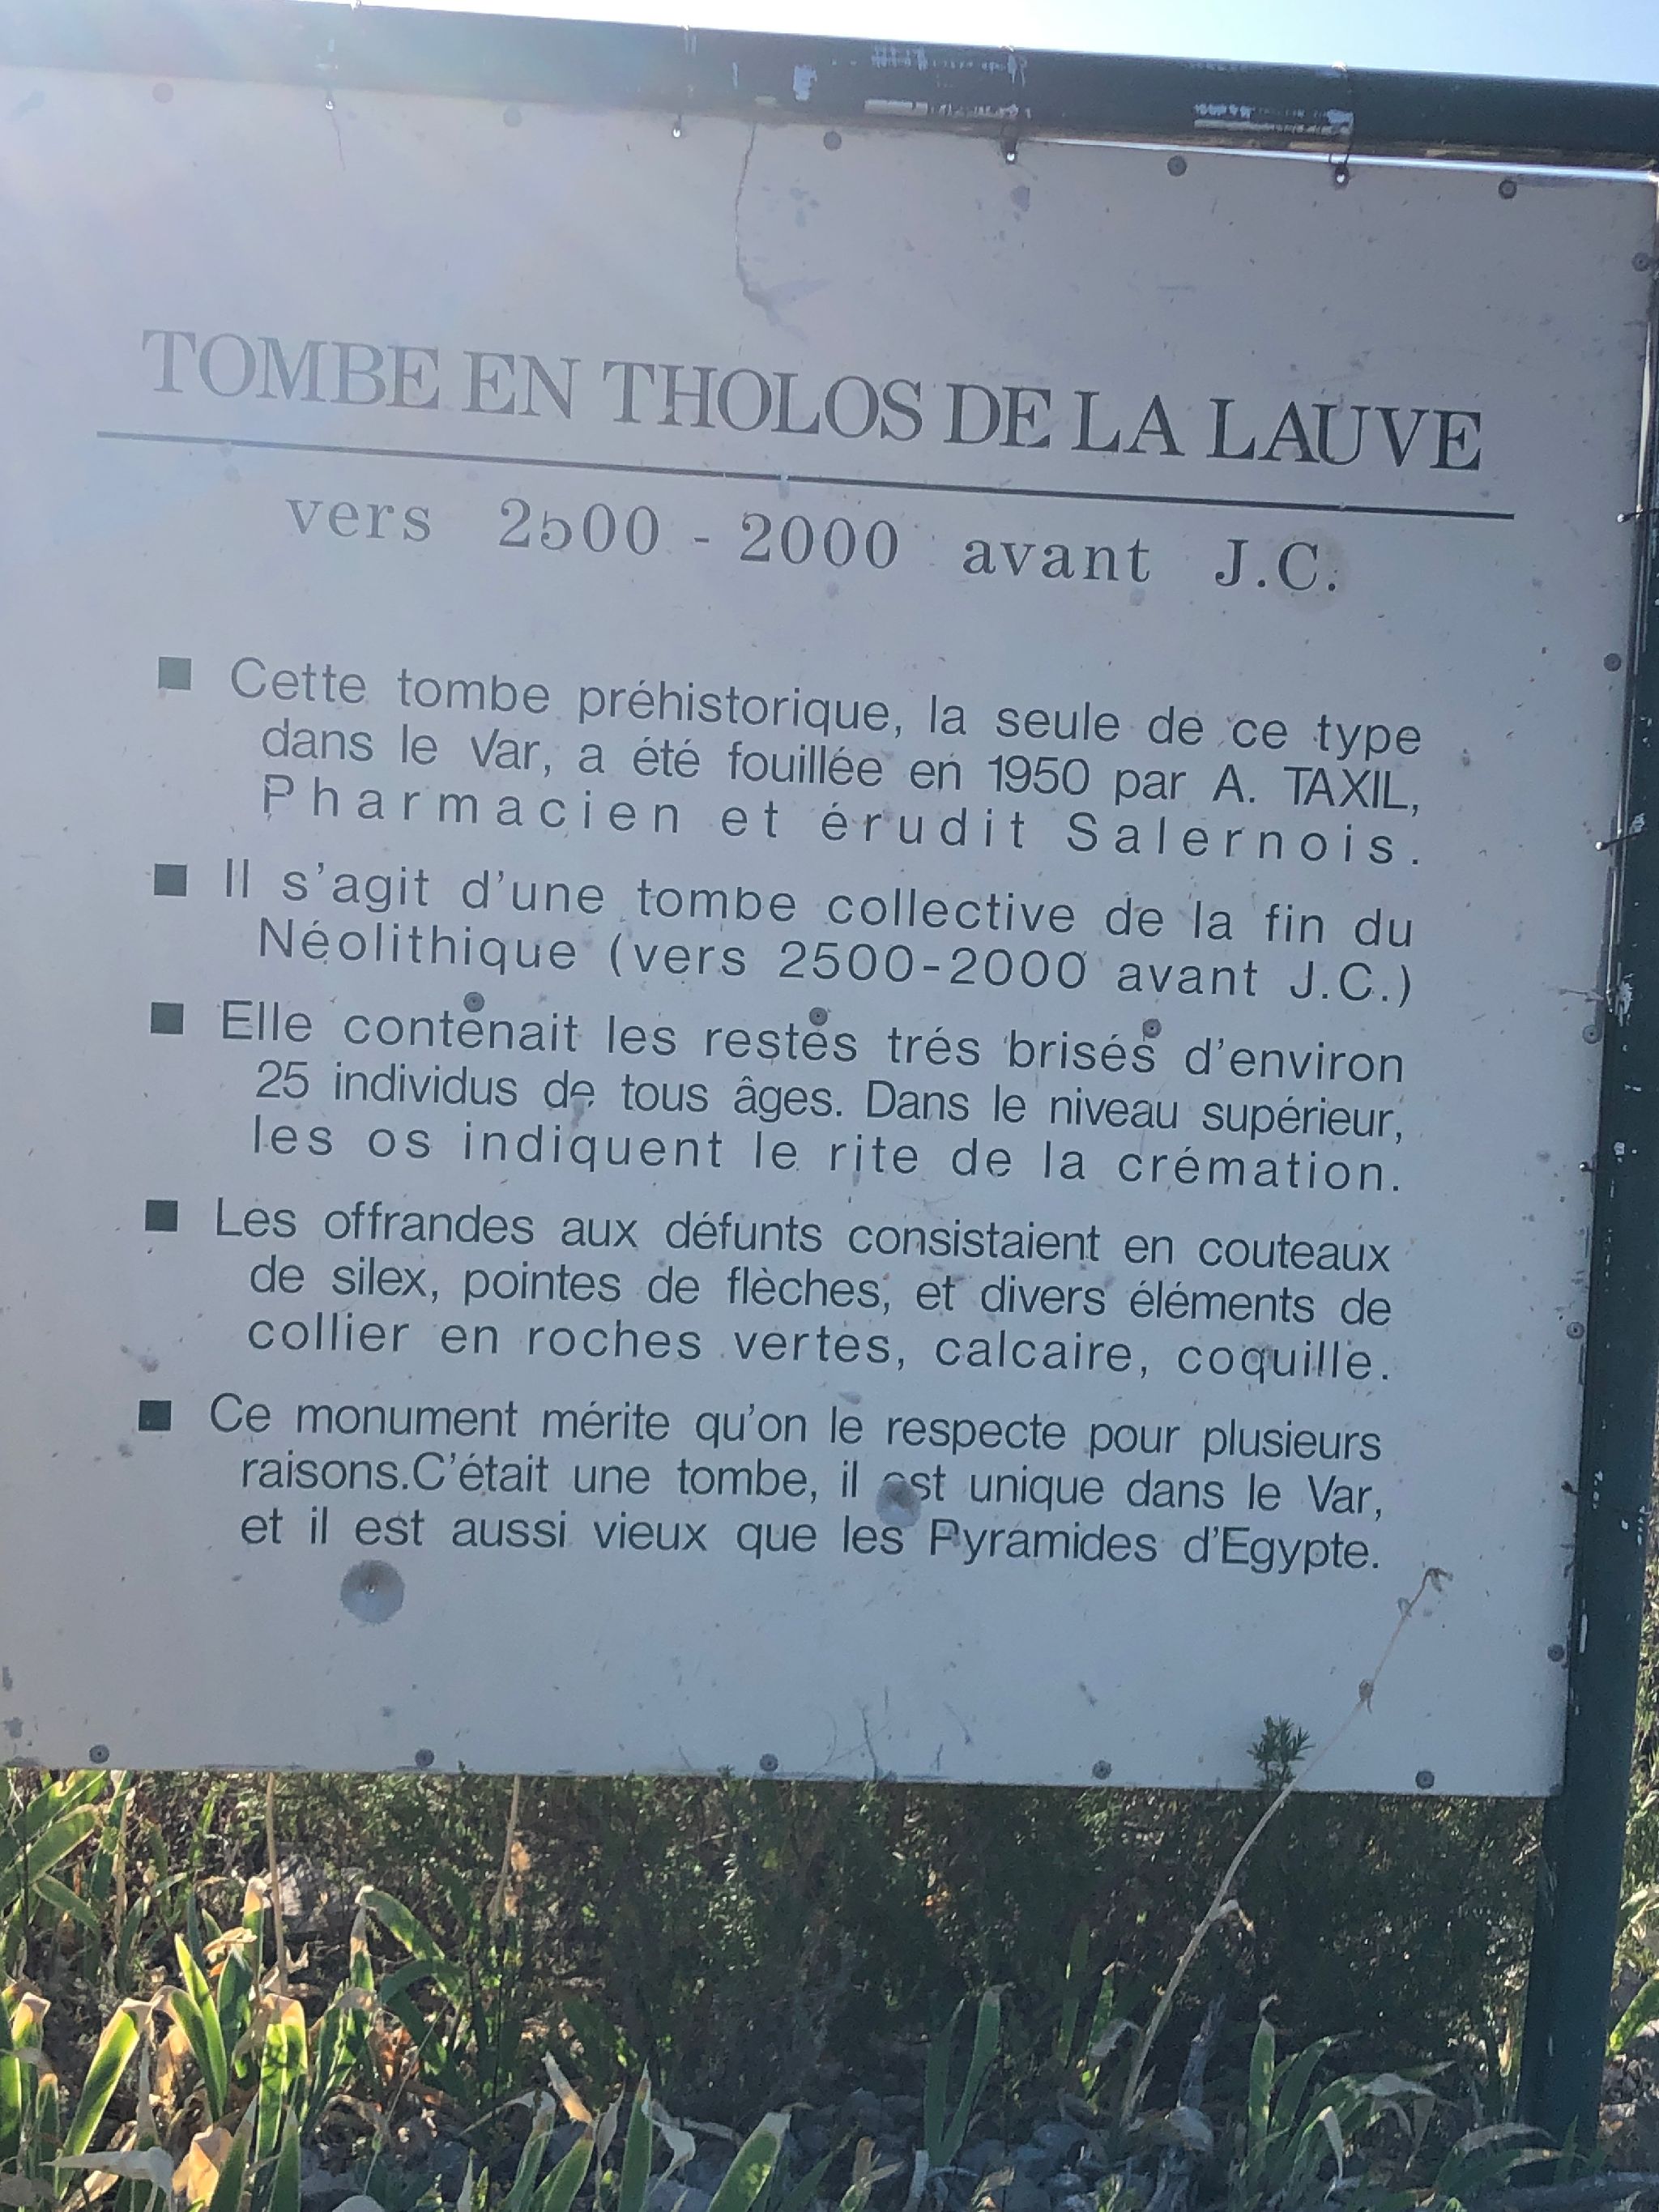 TOMBE EN THOLOS DE LA LAUVE
vers 2500 - 2000 avant J.C.
■ Cette tombe préhistorique, la seule de ce type
dans le Var, a été fouillée en 1950 par A. TAXIL,
Pharmacien et érudit Salernois.
■ Il s'agit d'une tombe collective de la fin du
Néolithique (vers 2500-2000 avant J.C.)
■ Elle contenait les restes trés brisés d'environ
25 individus de tous âges. Dans le niveau supérieur,
les os indiquent le rite de la crémation.
■ Les offrandes aux défunts consistaient en couteaux
de silex, pointes de flèches, et divers éléments de
collier en roches vertes, calcaire, coquille.
■ Ce monument mérite qu'on le respecte pour plusieurs
raisons.C'était une tombe, il est unique dans le Var,
et il est aussi vieux que les Pyramides d'Egypte.